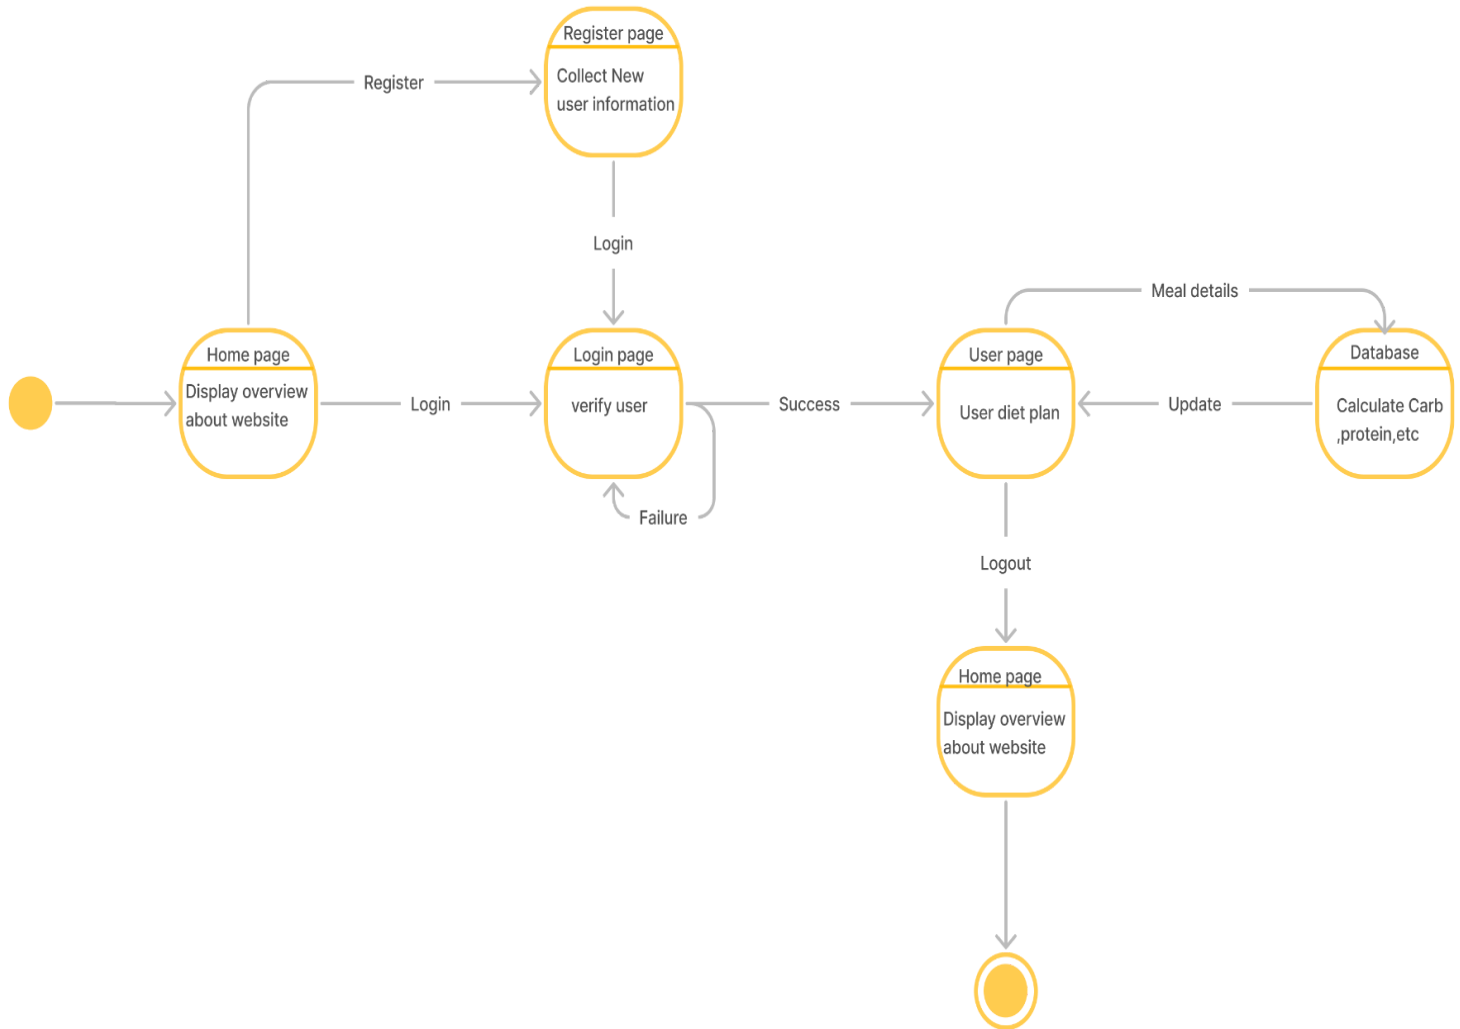 Register page
Collect New
user information
Register
Login
Home page
Display overview
about website
Login
Login page
verify user
Failure
Success
User page
User diet plan
Meal details
Update
Database
Calculate Carb
,protein,etc
Logout
Home page
Display overview
about website